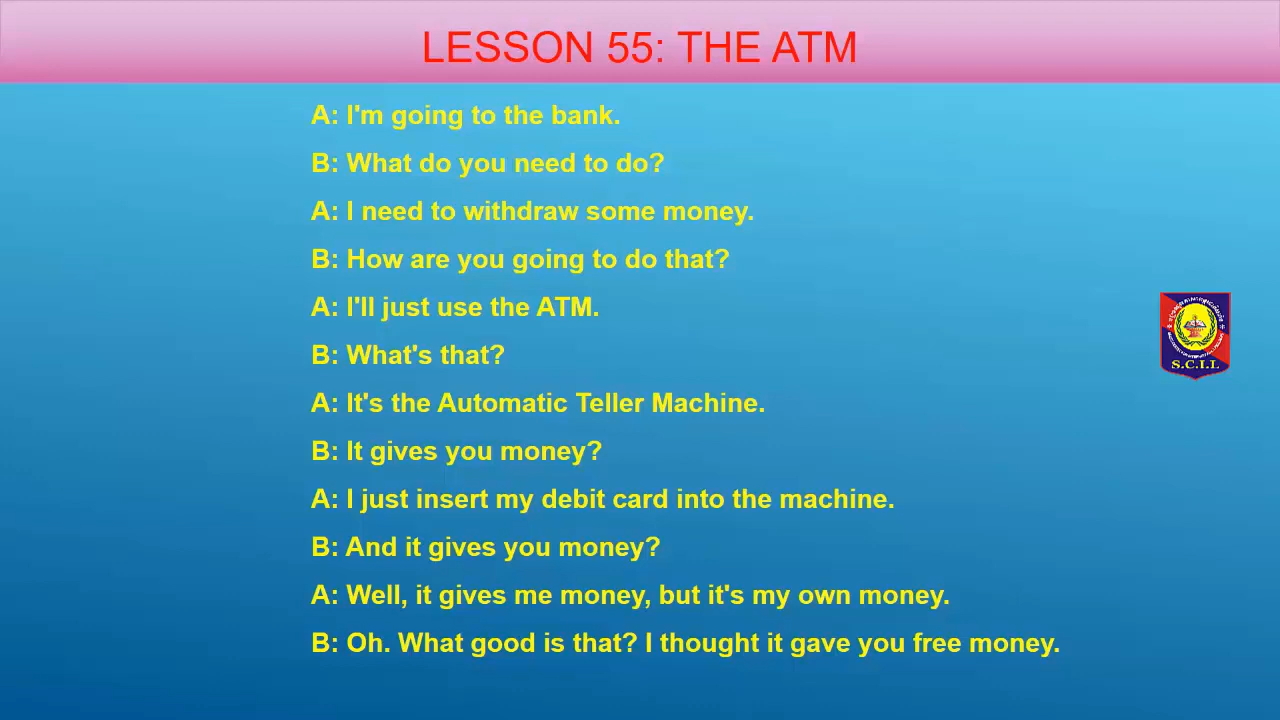 LESSON 55: THE ATM
A: I'm going to the bank.
B: What do you need to do?
A: I need to withdraw some money.
B: How are you going to do that?
A: I'll just use the ATM.
B: What's that?
A: It's the Automatic Teller Machine.
B: It gives you money?
A: I just insert my debit card into the machine.
B: And it gives you money?
A: Well, it gives me money, but it's my own money.
B: Oh. What good is that? I thought it gave you free money.
S.C.I.L